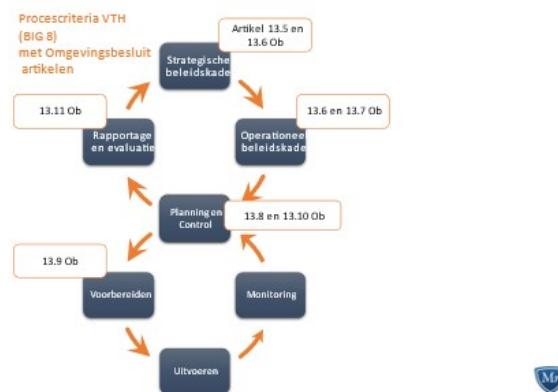 Procescriteria VTH
(BIG 8)
met Omgevingsbesluit
artikelen
Artikel 13.5 en
13.6 Ob
Strategische
beleidskade
13.11 Ob
13.6 en 13.7 Ob
Rapportage
en evaluatie
Operationee
beleidskade
Planning en
Control
13.8 en 13.10 Ob
13.9 Ob
Voorbereiden
Monitoring
Uitvoeren